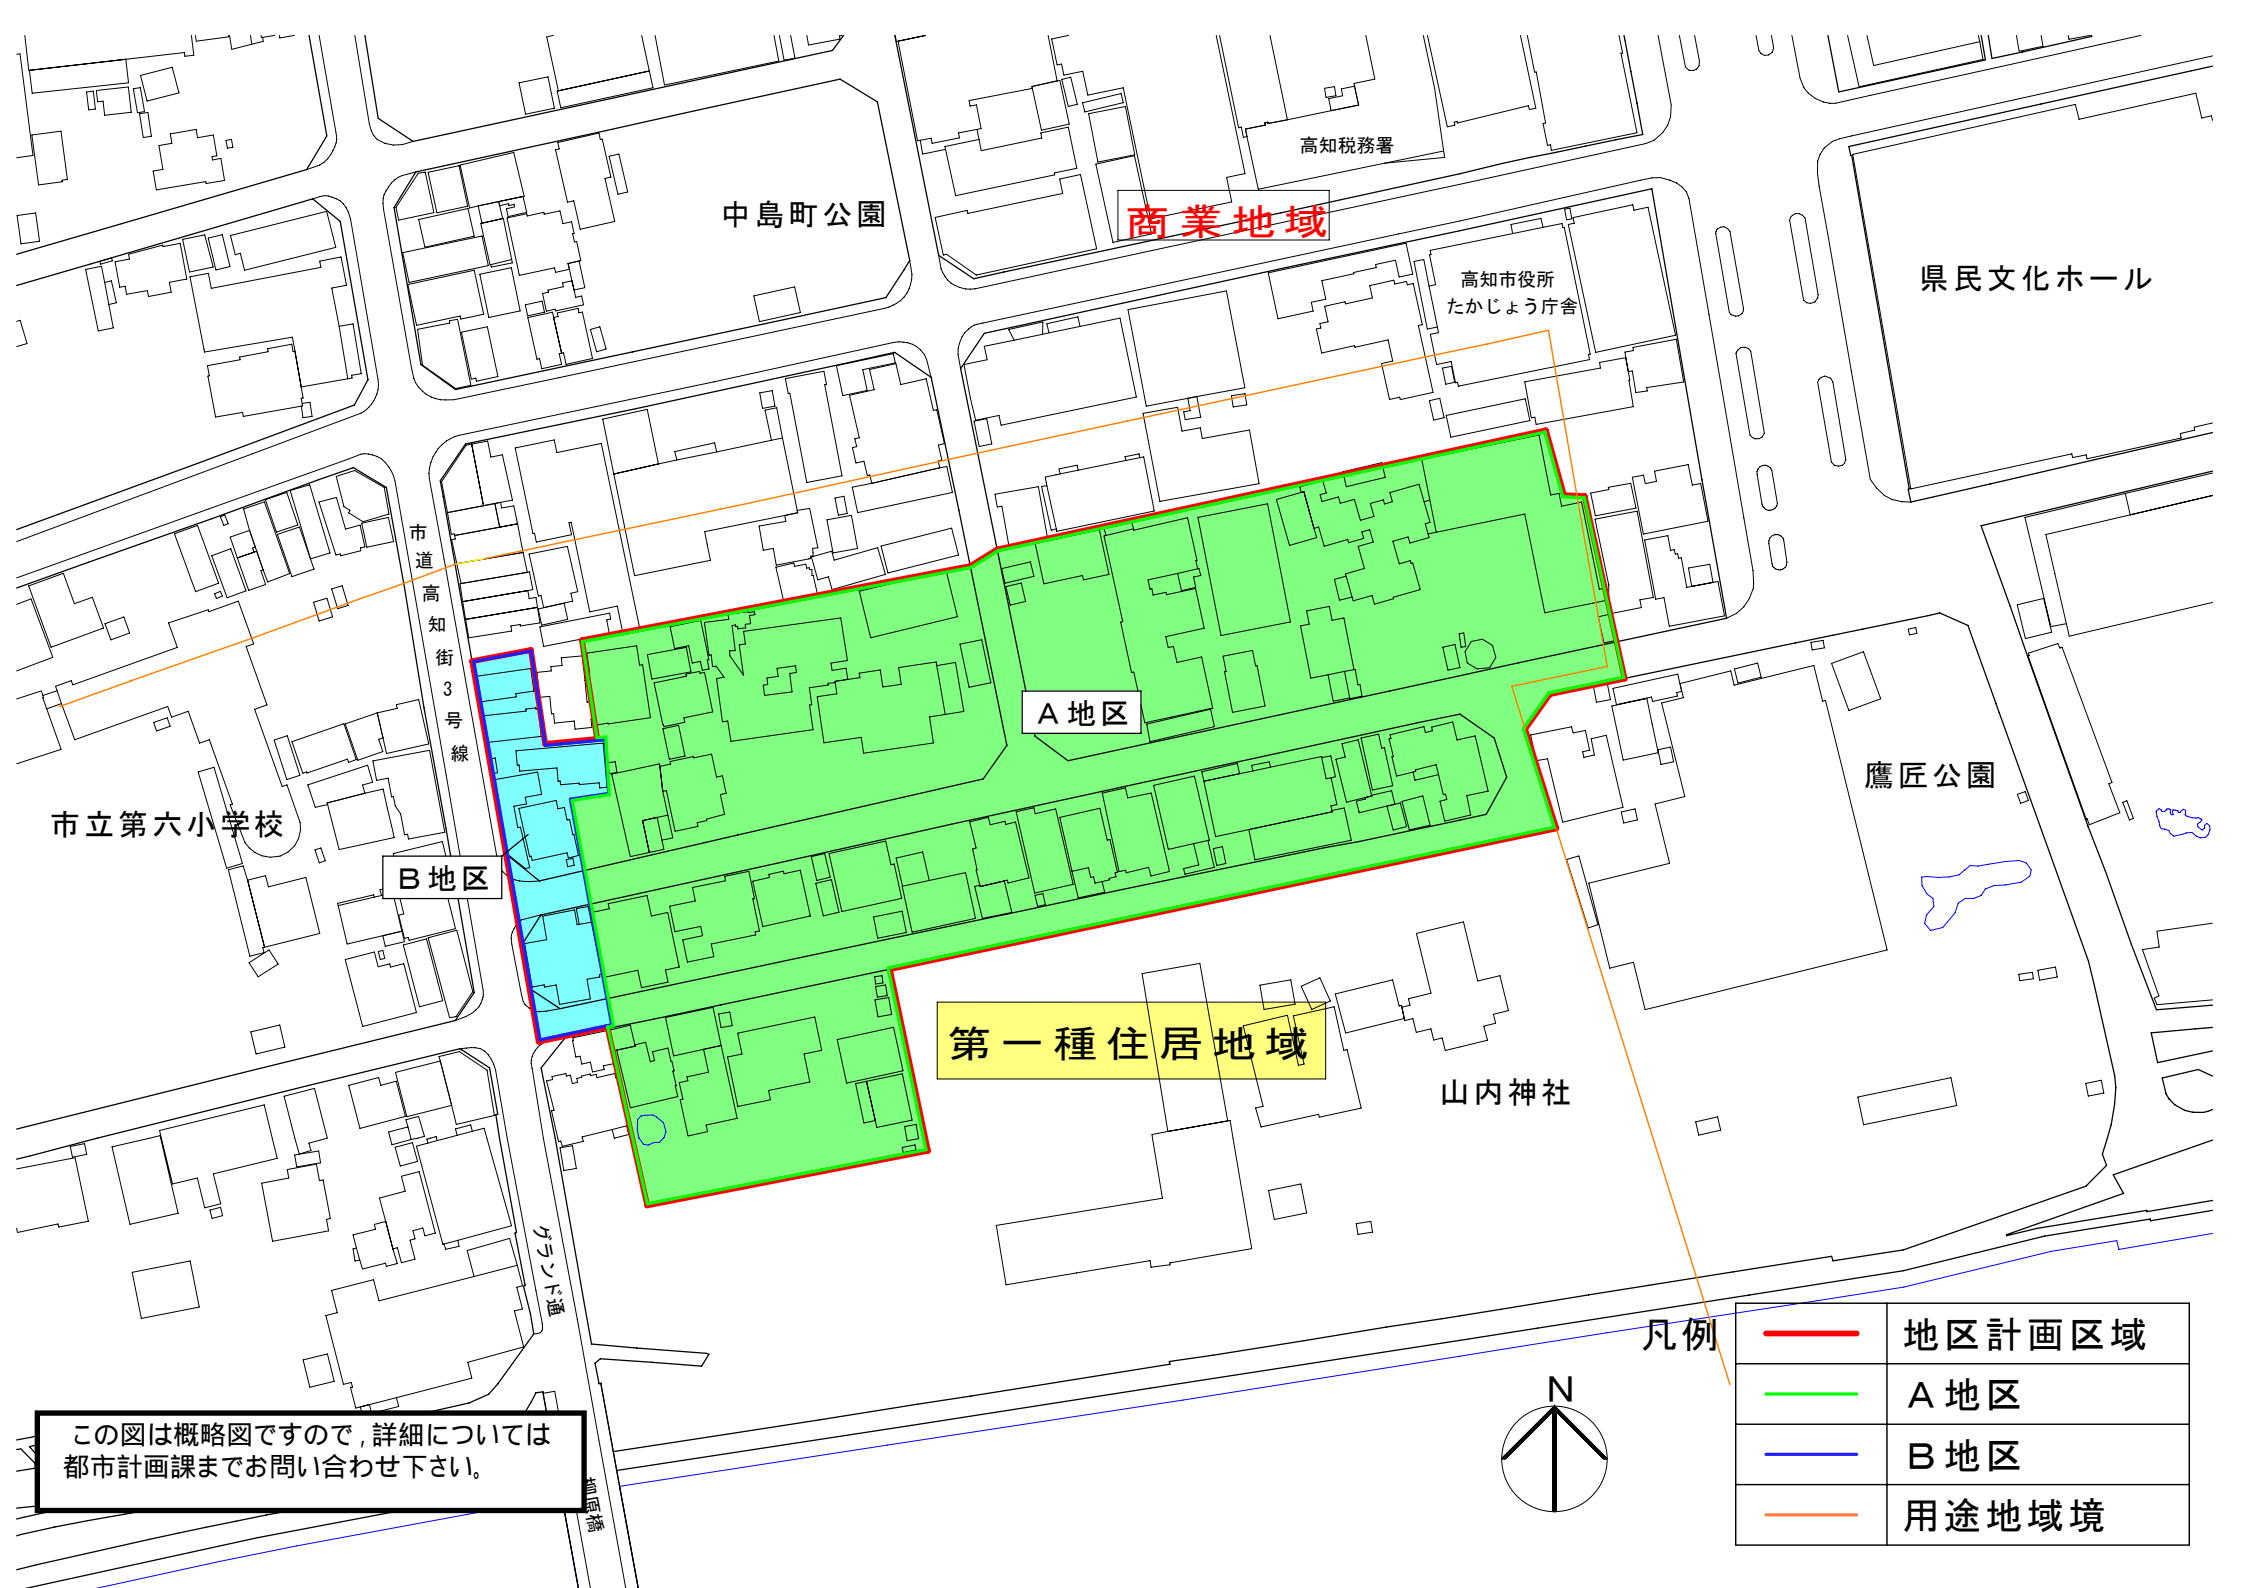 高知税務署
中島町公園
商業地域
高知市役所
たかじょう庁舎
県民文化ホール
市道高知街3号線
A地区
鷹匠公園
市立第六小学校
B地区
第一種住居地域
山内神社
グランド通
凡例
地区計画区域
A地区
B地区
用途地域境
N
この図は概略図ですので,詳細については
都市計画課までお問い合わせ下さい。
柳原橋